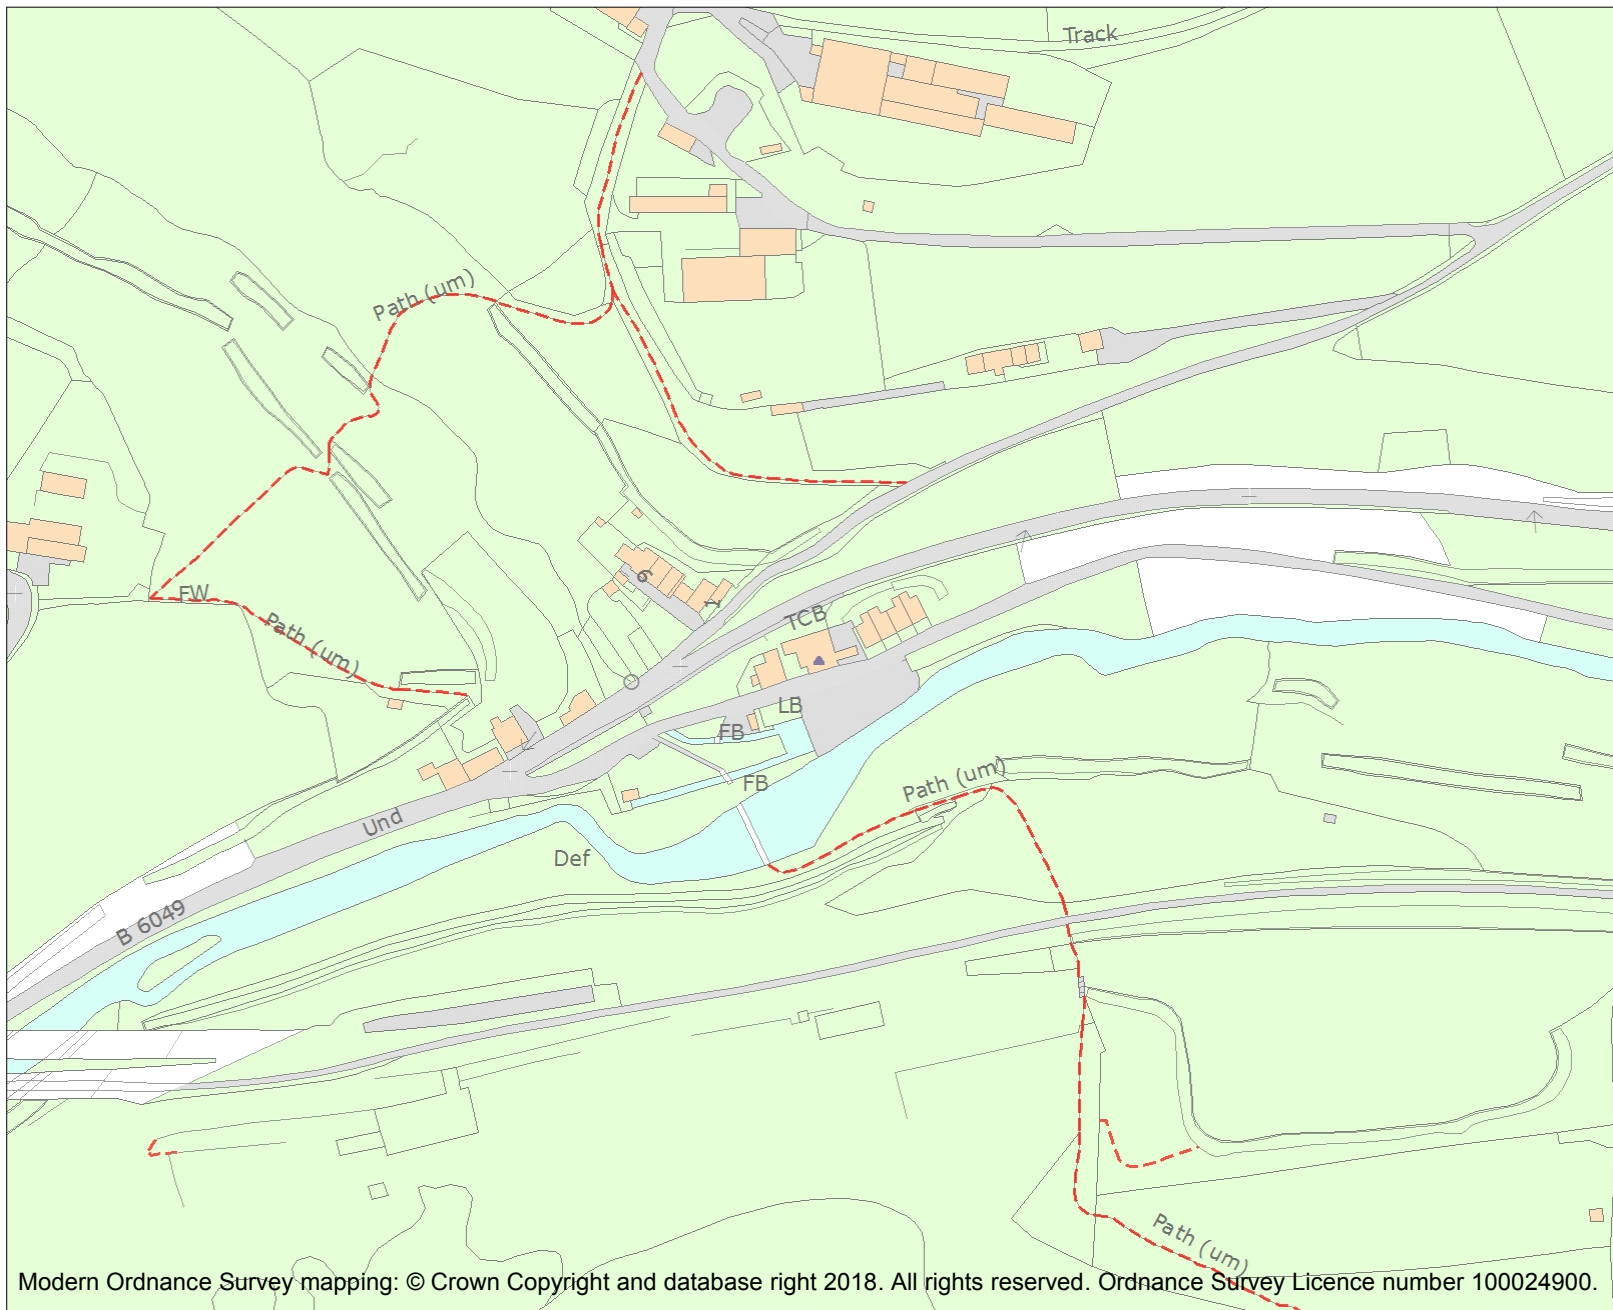 Track
Path (um)
FW
Path (um)
6
1
TCB
LB
FB
FB
Path (um)
Und
Def
B 6049
Path (um)
Modern Ordnance Survey mapping: © Crown Copyright and database right 2018. All rights reserved. Ordnance Survey Licence number 100024900.